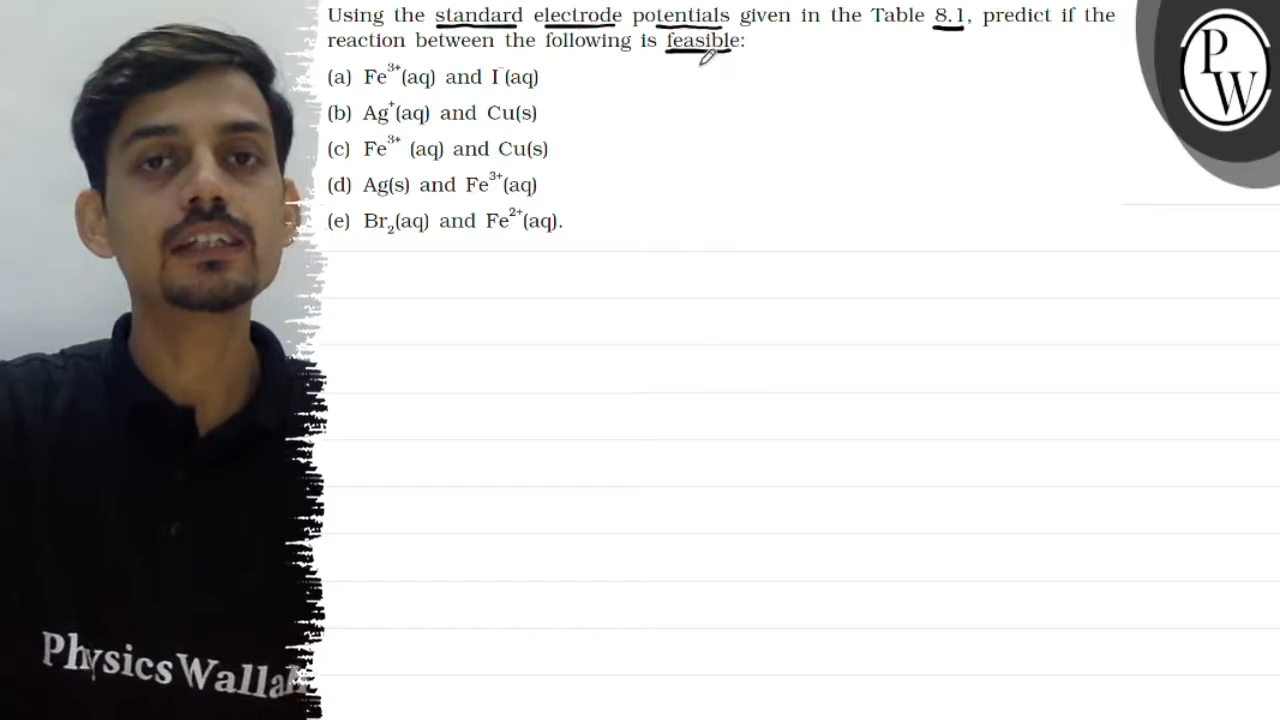 Using the standard electrode potentials given in the Table 8.1, predict if the
reaction between the following is feasible:
(a) Fe³⁺(aq) and I⁻(aq)
(b) Ag⁺(aq) and Cu(s)
(c) Fe³⁺ (aq) and Cu(s)
(d) Ag(s) and Fe³⁺(aq)
(e) Br₂(aq) and Fe²⁺(aq).
P
W
PhysicsWallah